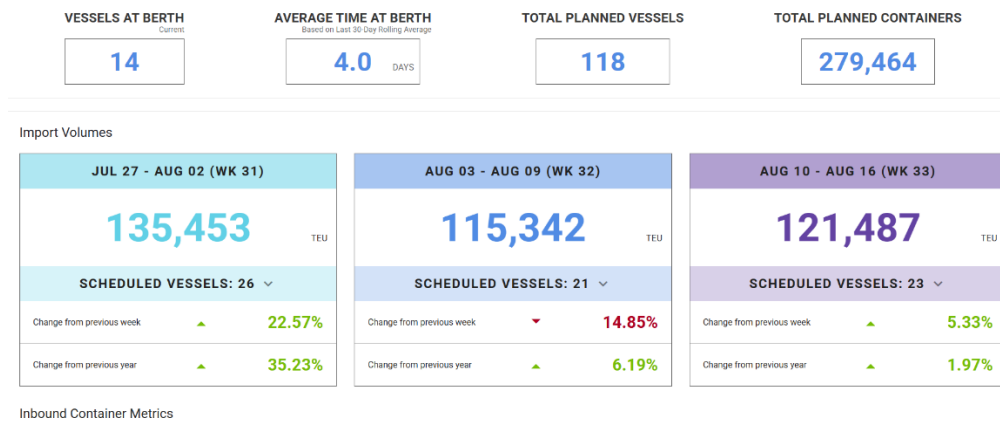 VESSELS AT BERTH
Current
14
AVERAGE TIME AT BERTH
Based on Last 30-Day Rolling Average
4.0 DAYS
TOTAL PLANNED VESSELS
118
TOTAL PLANNED CONTAINERS
279,464
Import Volumes
JUL 27 - AUG 02 (WK 31)
135,453 TEU
SCHEDULED VESSELS: 26
Change from previous week 22.57%
Change from previous year 35.23%
AUG 03 - AUG 09 (WK 32)
115,342 TEU
SCHEDULED VESSELS: 21
Change from previous week 14.85%
Change from previous year 6.19%
AUG 10 - AUG 16 (WK 33)
121,487 TEU
SCHEDULED VESSELS: 23
Change from previous week 5.33%
Change from previous year 1.97%
Inbound Container Metrics